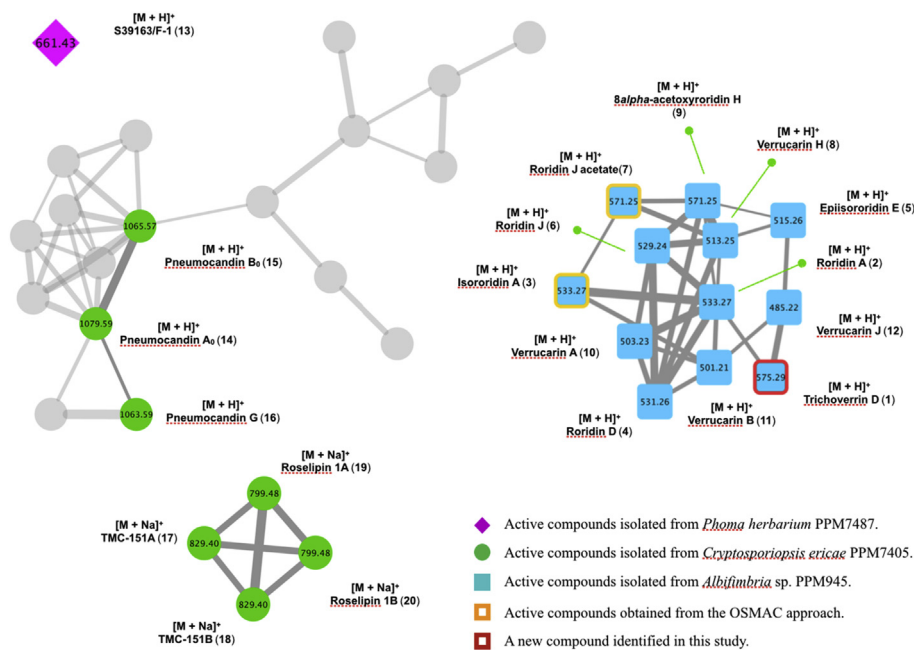 [M + H]⁺
S39163/F-1 (13)
661.43
1065.57
[M + H]⁺
Pneumocandin B₀ (15)
1079.59
[M + H]⁺
Pneumocandin A₀ (14)
1063.59
[M + H]⁺
Pneumocandin G (16)
[M + H]⁺
8alpha-acetoxyroridin H
(9)
[M + H]⁺
Verrucarin H (8)
[M + H]⁺
Roridin J acetate(7)
571.25
571.25
515.26
[M + H]⁺
Epiisororidin E (5)
[M + H]⁺
Roridin J (6)
529.24
513.25
[M + H]⁺
Roridin A (2)
[M + H]⁺
Isororidin A (3)
533.27
533.27
485.22
[M + H]⁺
Verrucarin J (12)
503.23
[M + H]⁺
Verrucarin A (10)
501.21
575.29
[M + H]⁺
Trichoverrin D (1)
531.26
[M + H]⁺
Roridin D (4)
[M + H]⁺
Verrucarin B (11)
[M + Na]⁺
Roselipin 1A (19)
799.48
[M + Na]⁺
TMC-151A (17)
829.40
799.48
[M + Na]⁺
Roselipin 1B (20)
829.40
[M + Na]⁺
TMC-151B (18)
Active compounds isolated from Phoma herbarium PPM7487.
Active compounds isolated from Cryptosporiopsis ericae PPM7405.
Active compounds isolated from Albifimbria sp. PPM945.
Active compounds obtained from the OSMAC approach.
A new compound identified in this study.